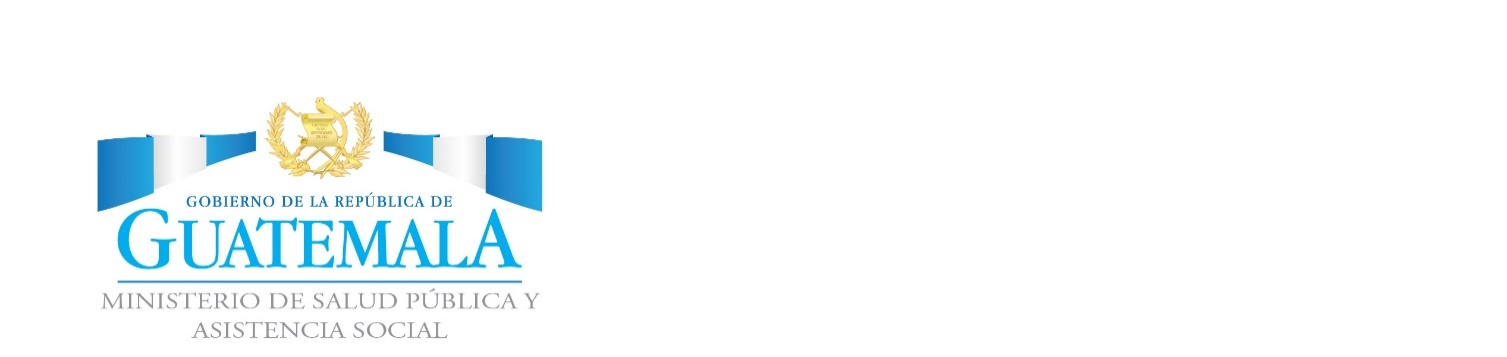 GOBIERNO DE LA REPÚBLICA DE
GUATEMALA
MINISTERIO DE SALUD PÚBLICA Y
ASISTENCIA SOCIAL